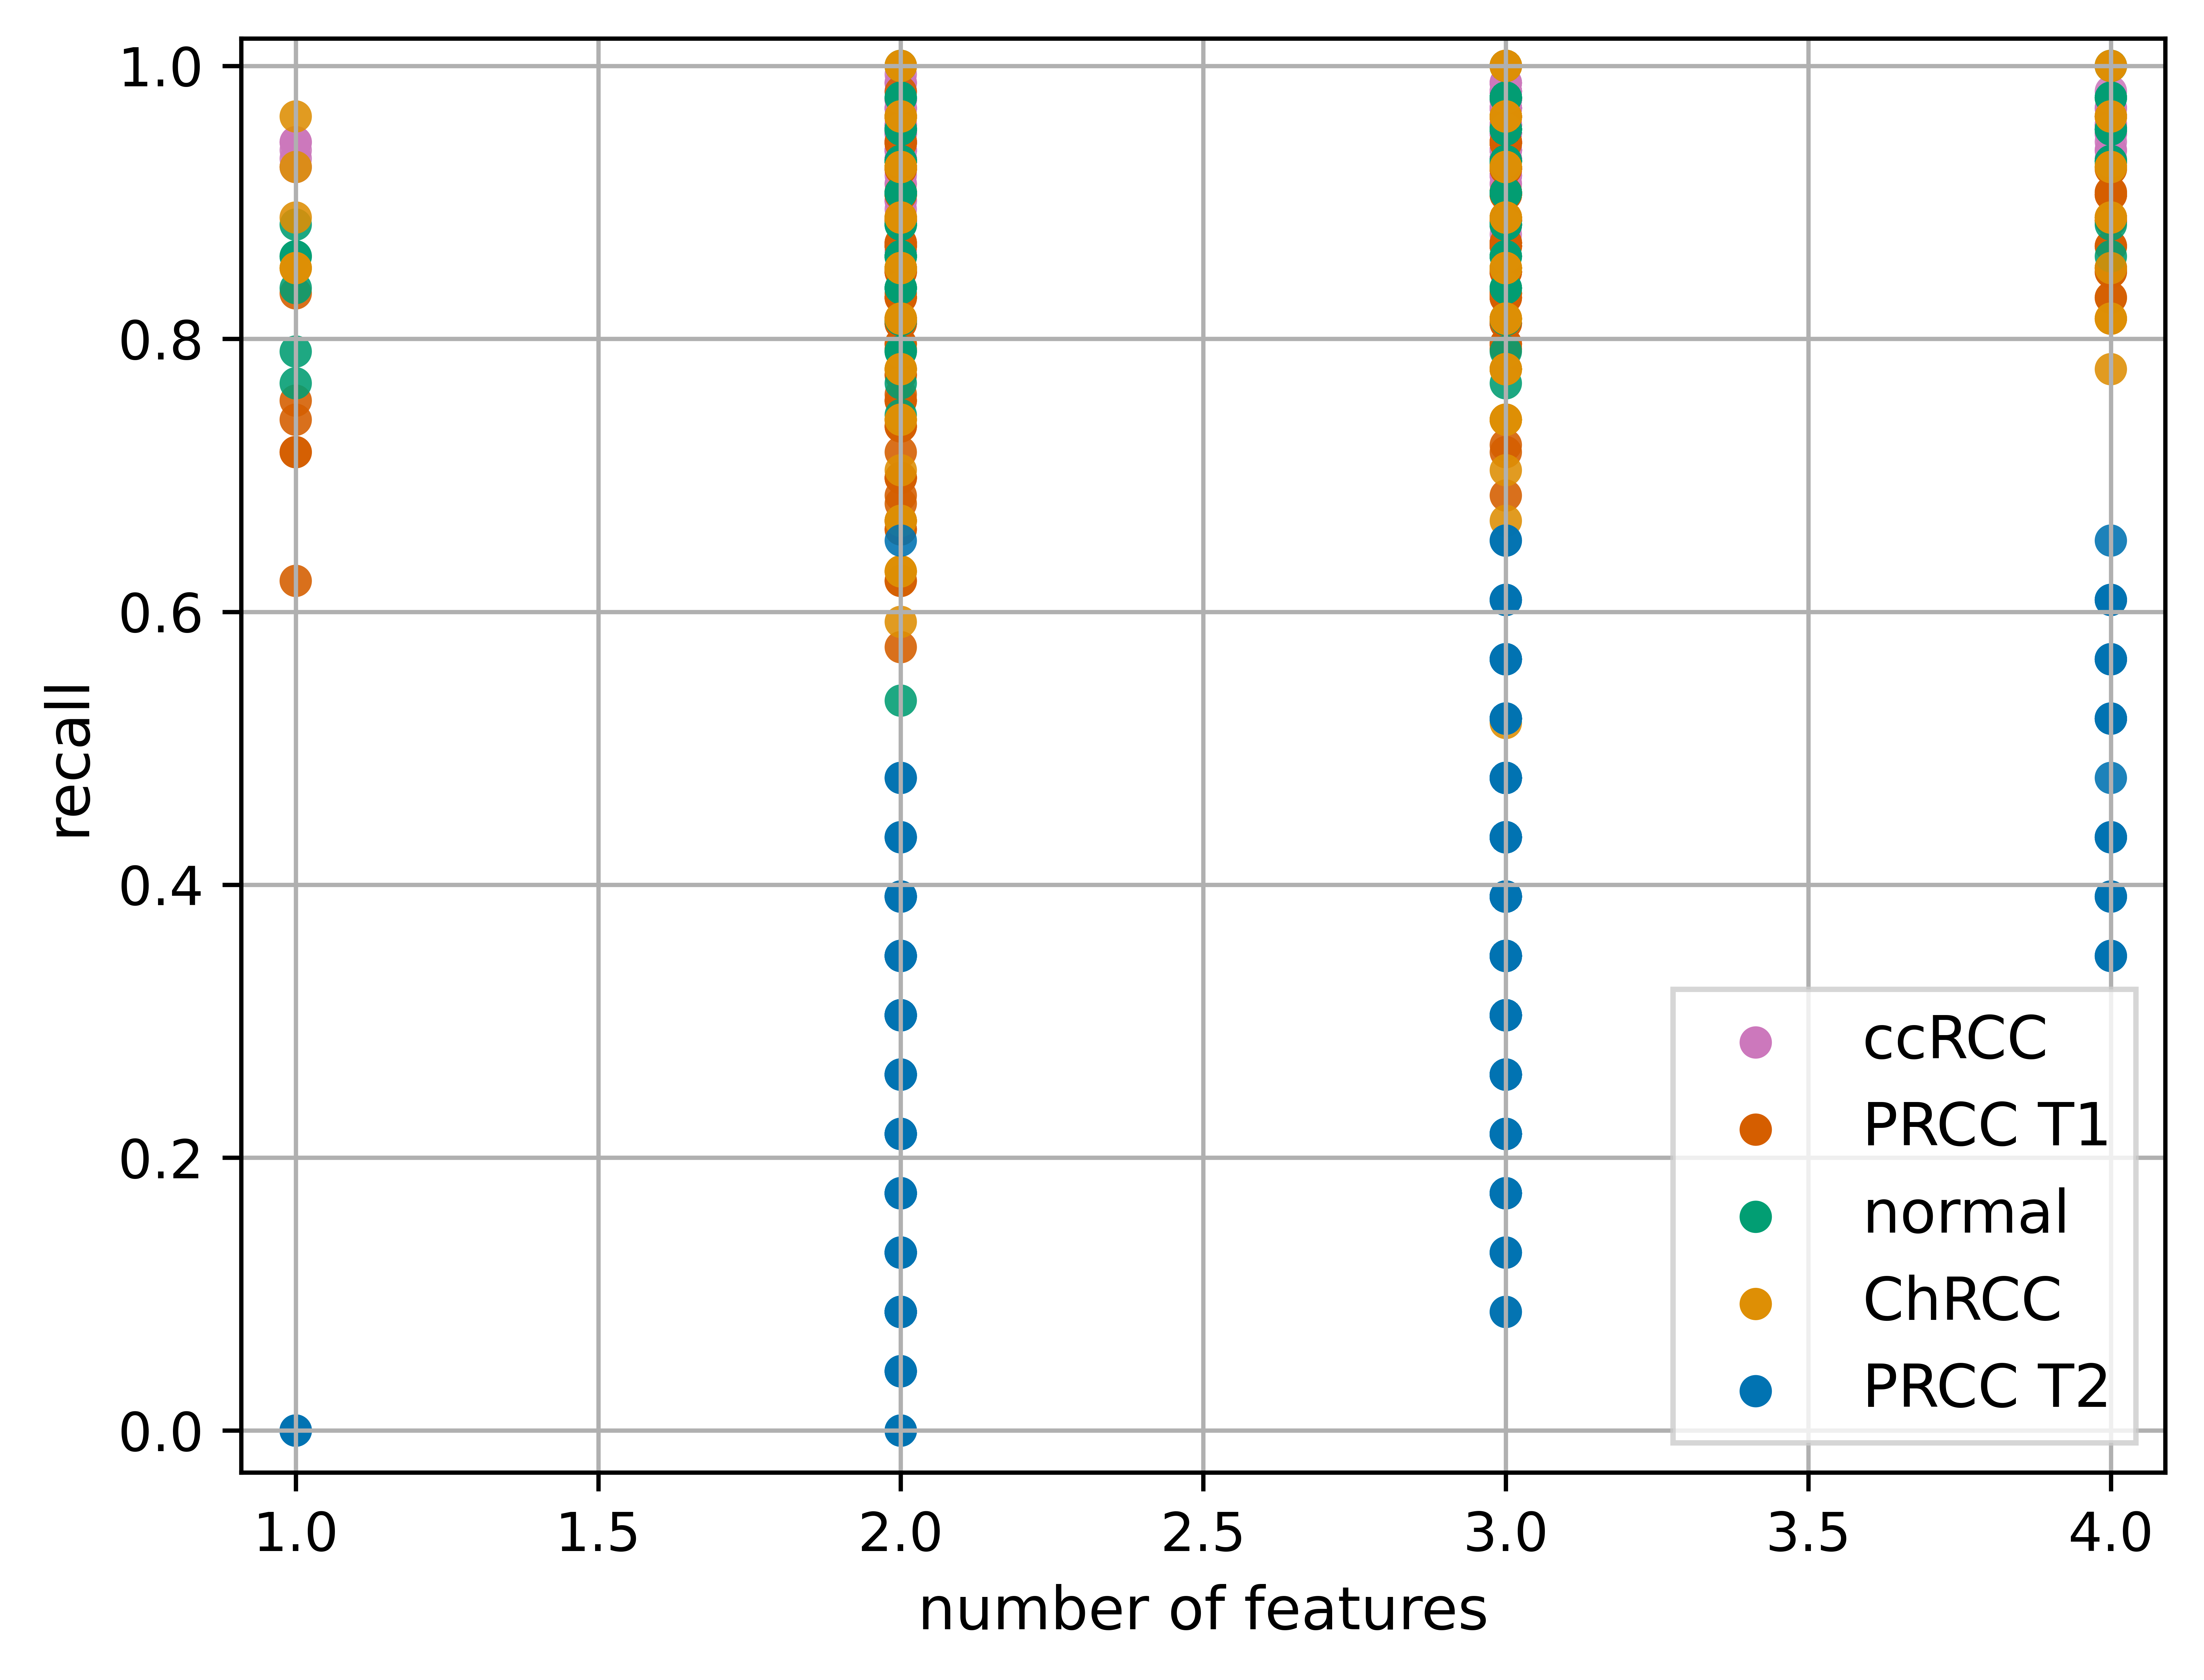 1.0
0.8
0.6
0.4
0.2
0.0
recall
ccRCC
PRCC T1
normal
ChRCC
PRCC T2
1.0 1.5 2.0 2.5 3.0 3.5 4.0
number of features